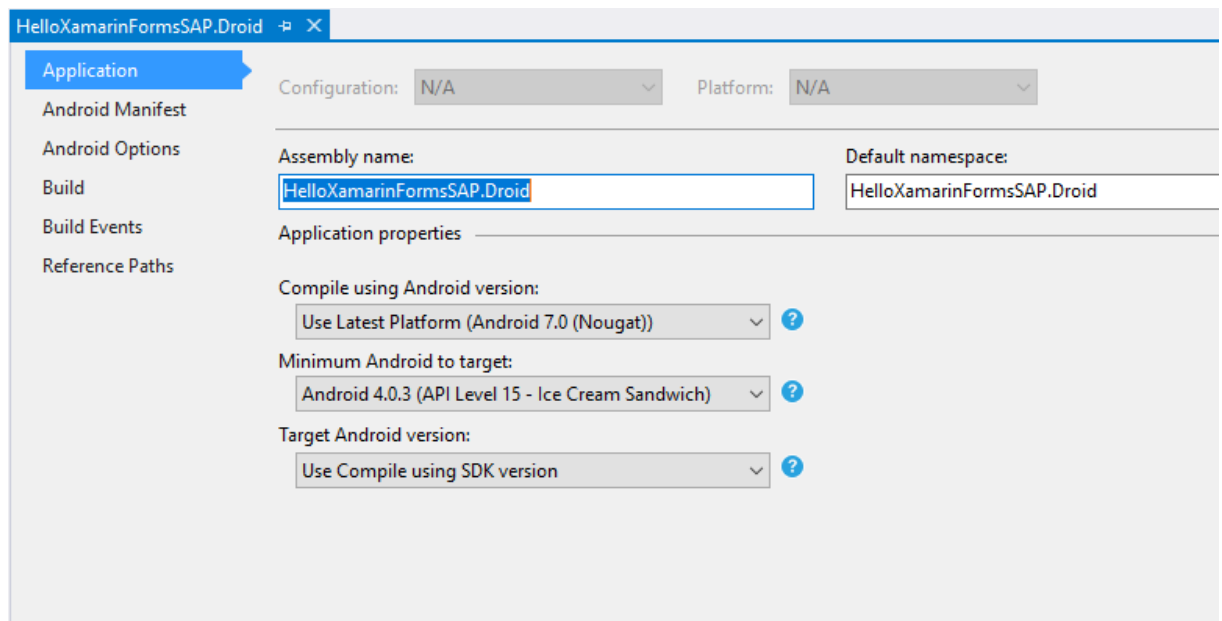 HelloXamarinFormsSAP.Droid
Application
Android Manifest
Android Options
Build
Build Events
Reference Paths
Configuration: N/A Platform: N/A
Assembly name: Default namespace:
HelloXamarinFormsSAP.Droid HelloXamarinFormsSAP.Droid
Application properties
Compile using Android version:
Use Latest Platform (Android 7.0 (Nougat)) ?
Minimum Android to target:
Android 4.0.3 (API Level 15 - Ice Cream Sandwich) ?
Target Android version:
Use Compile using SDK version ?